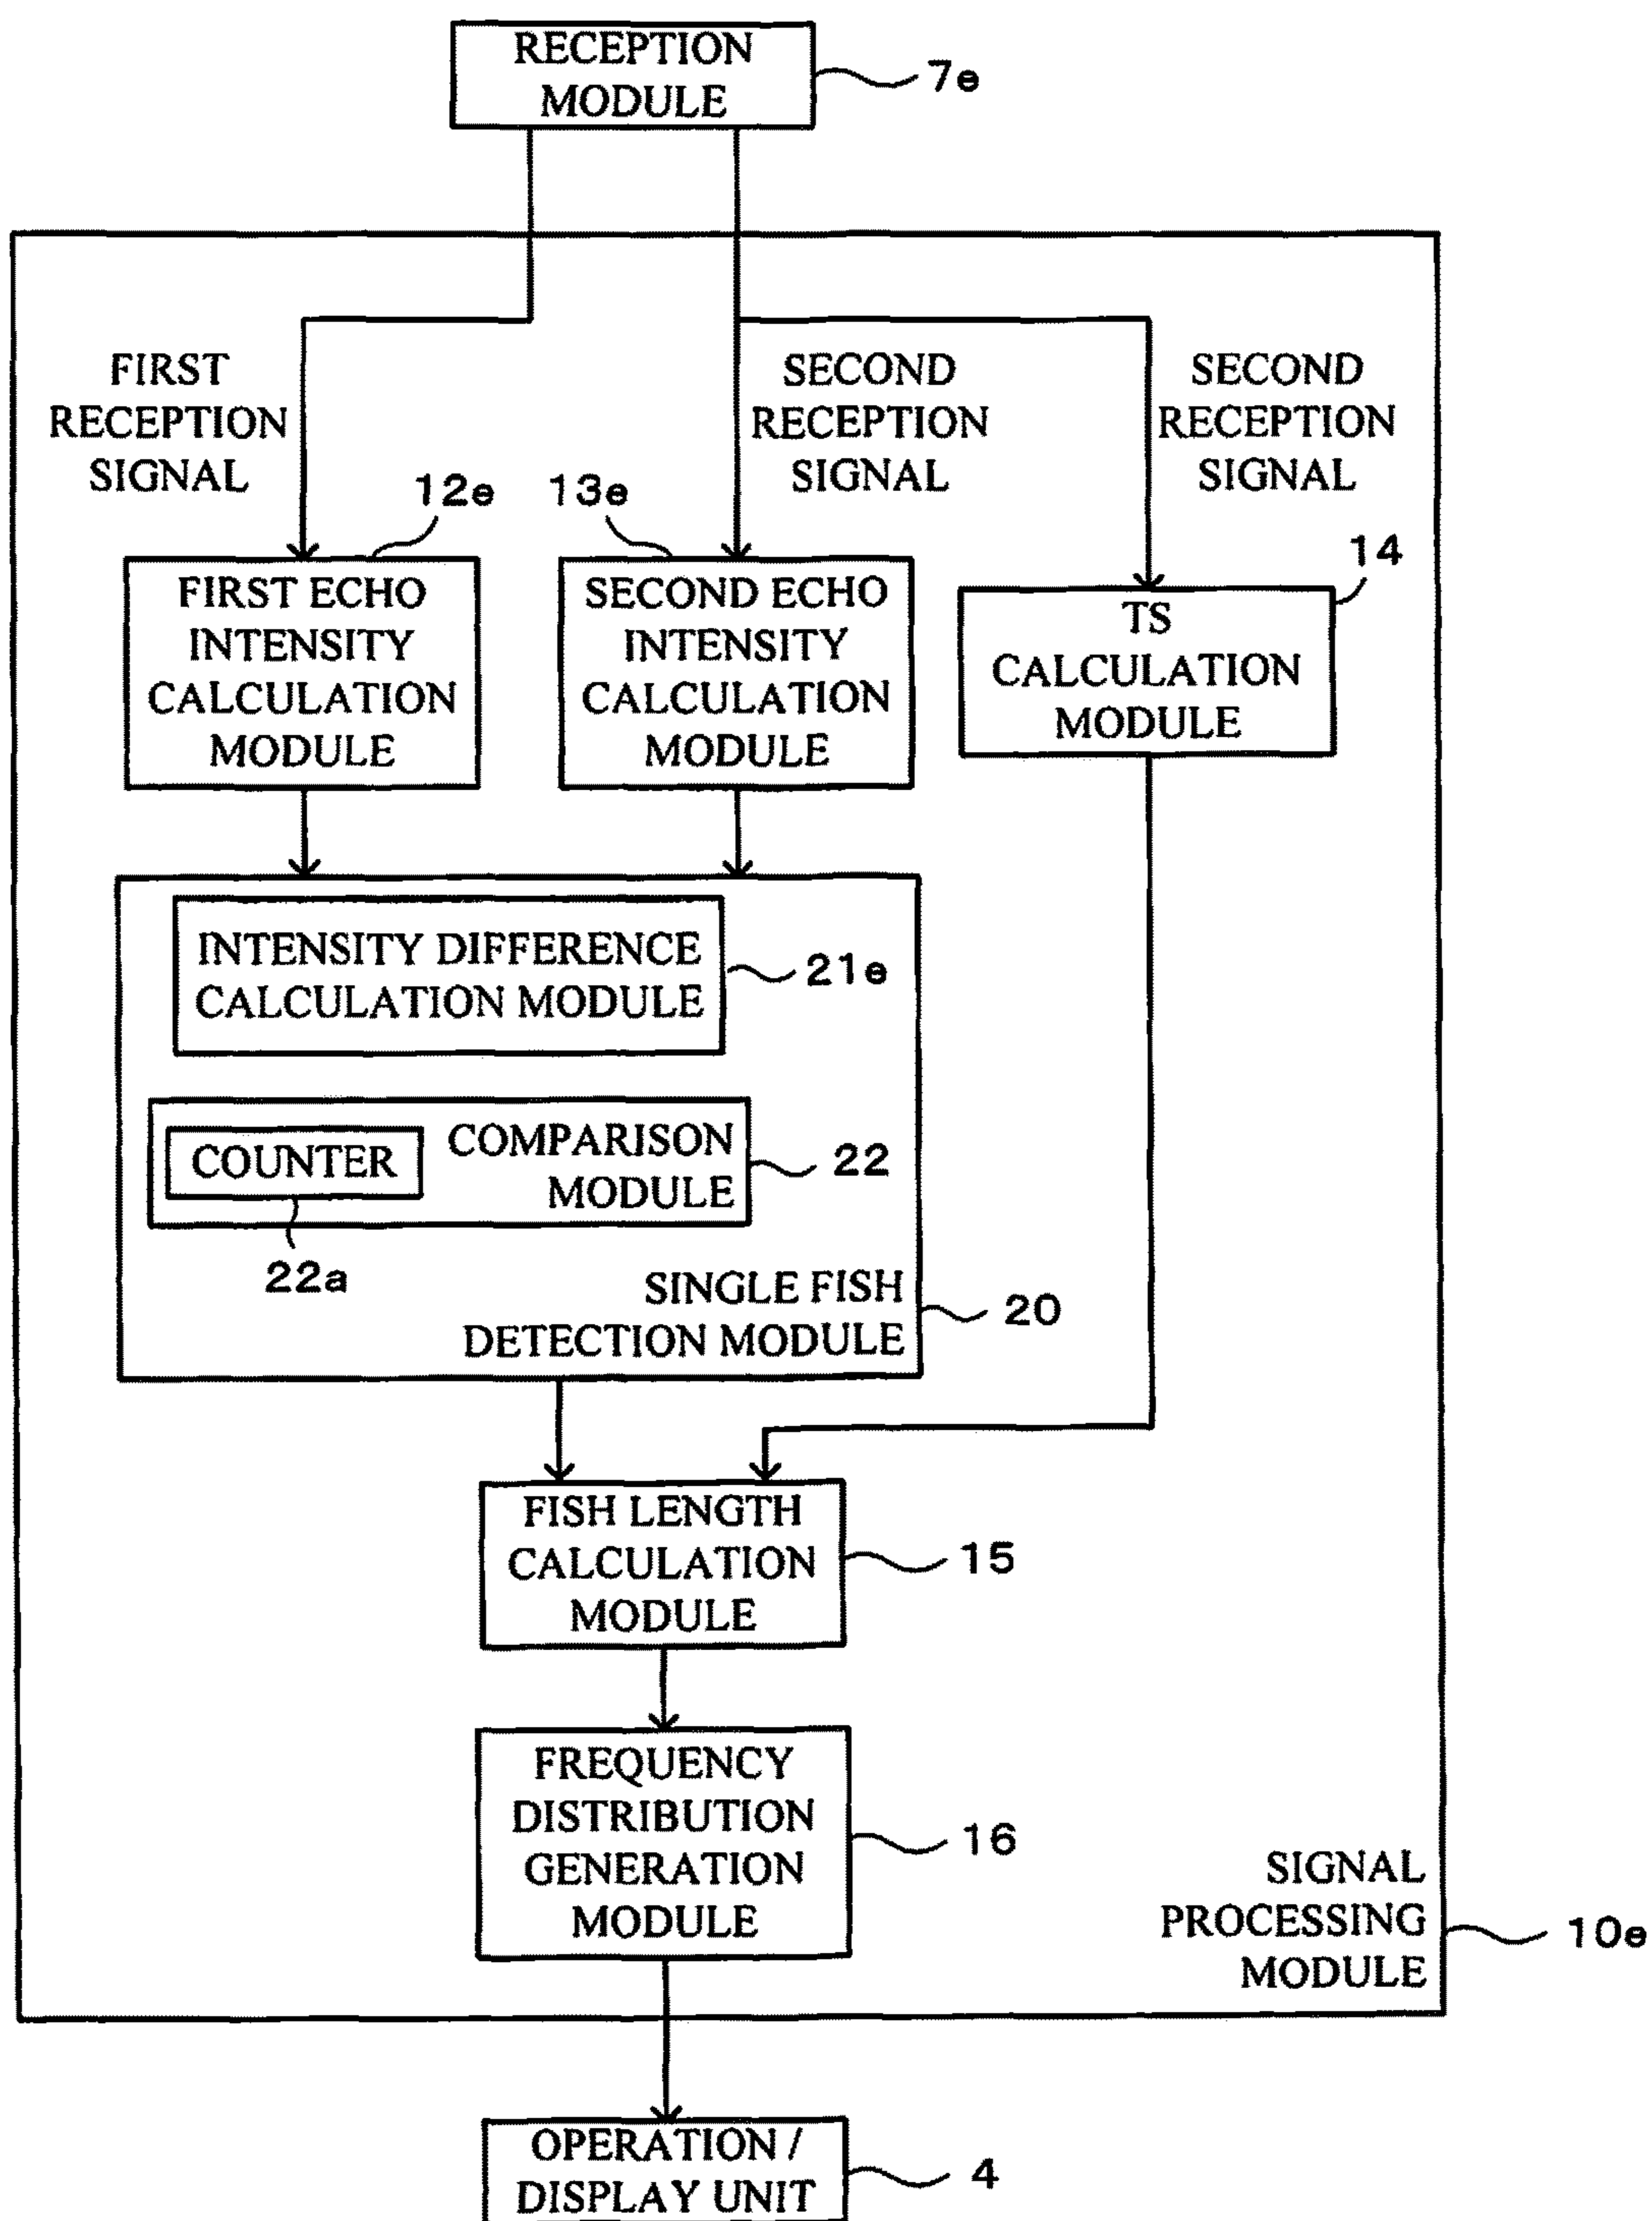 RECEPTION
MODULE
7e
FIRST
RECEPTION
SIGNAL
SECOND
RECEPTION
SIGNAL
SECOND
RECEPTION
SIGNAL
12e
13e
14
FIRST ECHO
INTENSITY
CALCULATION
MODULE
SECOND ECHO
INTENSITY
CALCULATION
MODULE
TS
CALCULATION
MODULE
INTENSITY DIFFERENCE
CALCULATION MODULE
21e
COUNTER
COMPARISON
MODULE
22
22a
SINGLE FISH
DETECTION MODULE
20
FISH LENGTH
CALCULATION
MODULE
15
FREQUENCY
DISTRIBUTION
GENERATION
MODULE
16
SIGNAL
PROCESSING
MODULE
10e
OPERATION /
DISPLAY UNIT
4